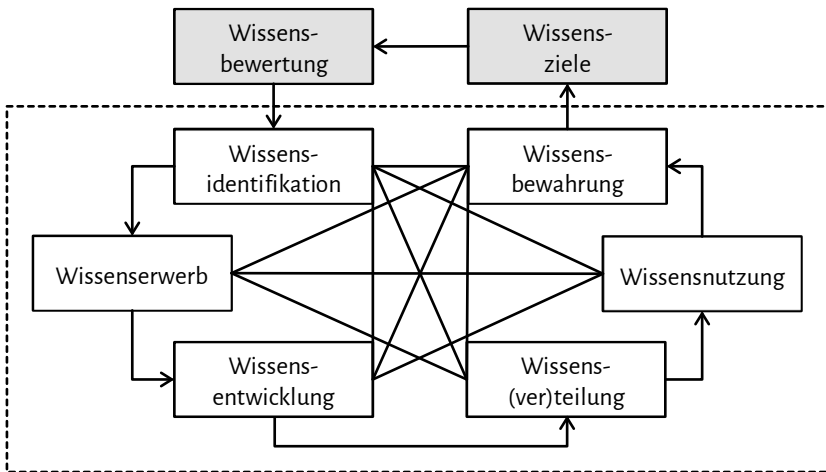 Wissens-
bewertung
Wissens-
ziele
Wissens-
identifikation
Wissens-
bewahrung
Wissenserwerb
Wissensnutzung
Wissens-
entwicklung
Wissens-
(ver)teilung